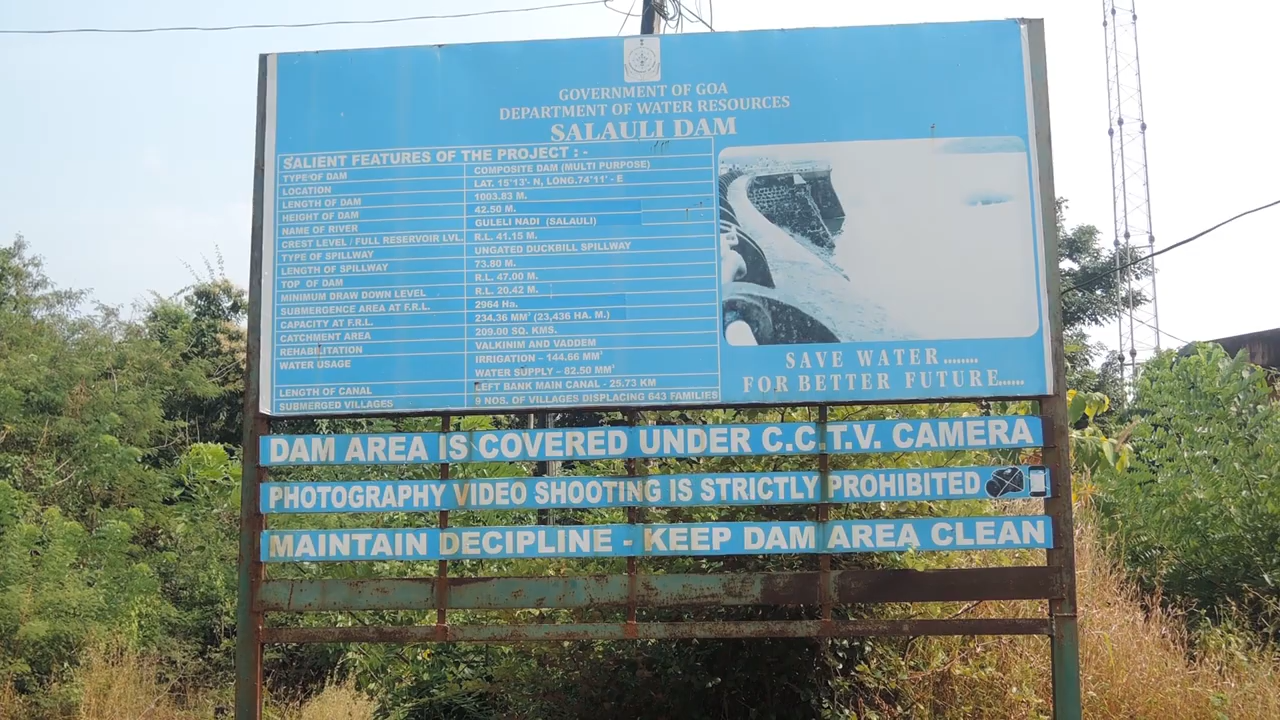 GOVERNMENT OF GOA
DEPARTMENT OF WATER RESOURCES
SALAULI DAM
SALIENT FEATURES OF THE PROJECT : -
TYPE OF DAM COMPOSITE DAM (MULTI PURPOSE)
LOCATION LAT. 15°13'- N, LONG.74°11' - E
LENGTH OF DAM 1003.83 M.
HEIGHT OF DAM 42.50 M.
NAME OF RIVER GULELI NADI (SALAULI)
CREST LEVEL / FULL RESERVOIR LVL. R.L. 41.15 M.
TYPE OF SPILLWAY UNGATED DUCKBILL SPILLWAY
LENGTH OF SPILLWAY 73.80 M.
TOP OF DAM R.L. 47.00 M.
MINIMUM DRAW DOWN LEVEL R.L. 20.42 M.
SUBMERGENCE AREA AT F.R.L. 2964 Ha.
CAPACITY AT F.R.L. 234.36 MM³ (23,436 HA. M.)
CATCHMENT AREA 209.00 SQ. KMS.
REHABILITATION VALKINIM AND VADDEM
WATER USAGE IRRIGATION – 144.66 MM³
WATER SUPPLY – 82.50 MM³
LENGTH OF CANAL LEFT BANK MAIN CANAL - 25.73 KM
SUBMERGED VILLAGES 9 NOS. OF VILLAGES DISPLACING 643 FAMILIES
SAVE WATER........
FOR BETTER FUTURE......
DAM AREA IS COVERED UNDER C.C.T.V. CAMERA
PHOTOGRAPHY VIDEO SHOOTING IS STRICTLY PROHIBITED
MAINTAIN DECIPLINE - KEEP DAM AREA CLEAN